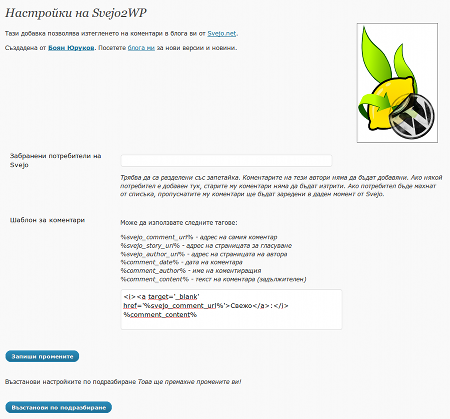 Настройки на Svejo2WP
Тази добавка позволява изтеглянето на коментари в блога ви от Svejo.net.
Създадена от Боян Юруков. Посетете блога ми за нови версии и новини.
Забранени потребители на
Svejo
Трябва да са разделени със запетайка. Коментарите на тези автори няма да бъдат добавяни. Ако някой
потребител е добавен тук, старите му коментари няма да бъдат изтрити. Ако потребител бъде махнат
от списъка, пропуснатите му коментари ще бъдат заредени в даден момент от Svejo.
Шаблон за коментари
Може да използвате следните тагове:
%svejo_comment_url% - адрес на самия коментар
%svejo_story_url% - адрос на страницата за гласуване
%svejo_author_url% - адрес на страницата на автора
%comment_date% - дата на коментара
%comment_author% - име на коментиращия
%comment_content% - текст на коментара (задължителен)
<i><a target='_blank'
href='%svejo_comment_url%'>Свежо</a>:</i>
%comment_content%
Запиши промените
Възстанови настройките по подразбиране Това ще премахне промените ви!
Възстанови по подразбиране